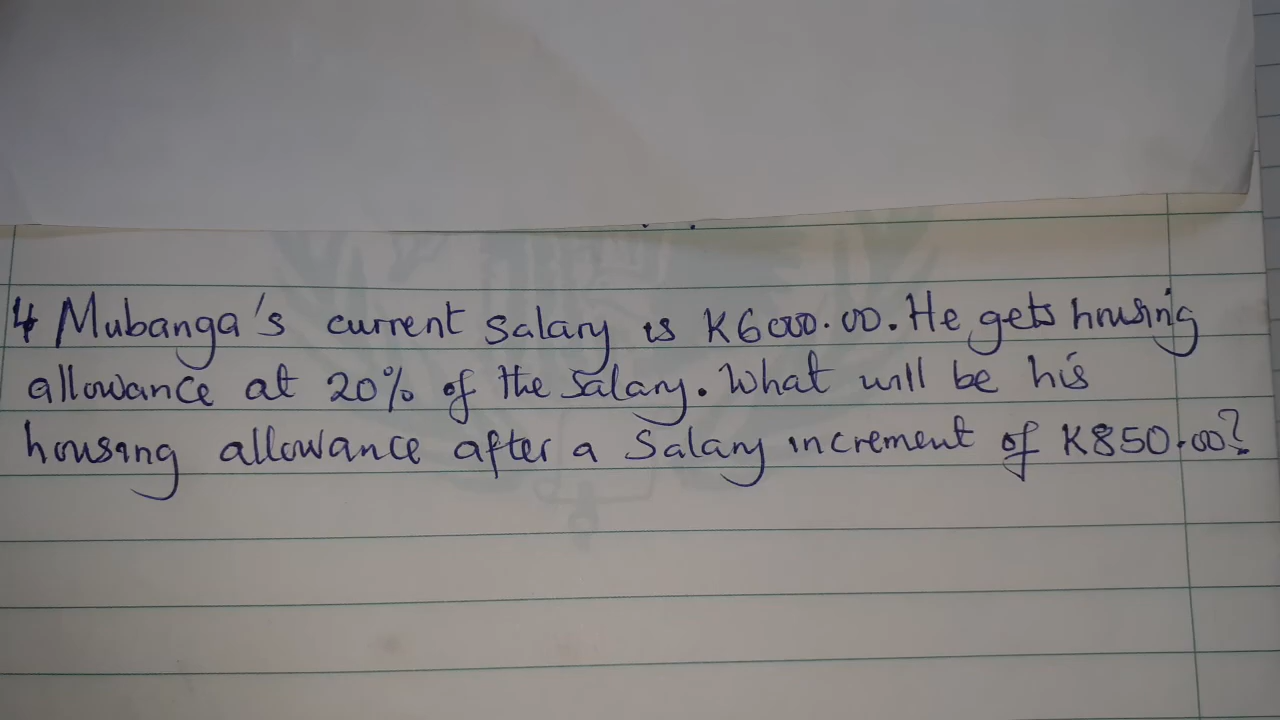 4 Mubanga's current salary is K6000.00. He gets housing
allowance at 20% of the salary. What will be his
housing allowance after a salary increment of K850.00?